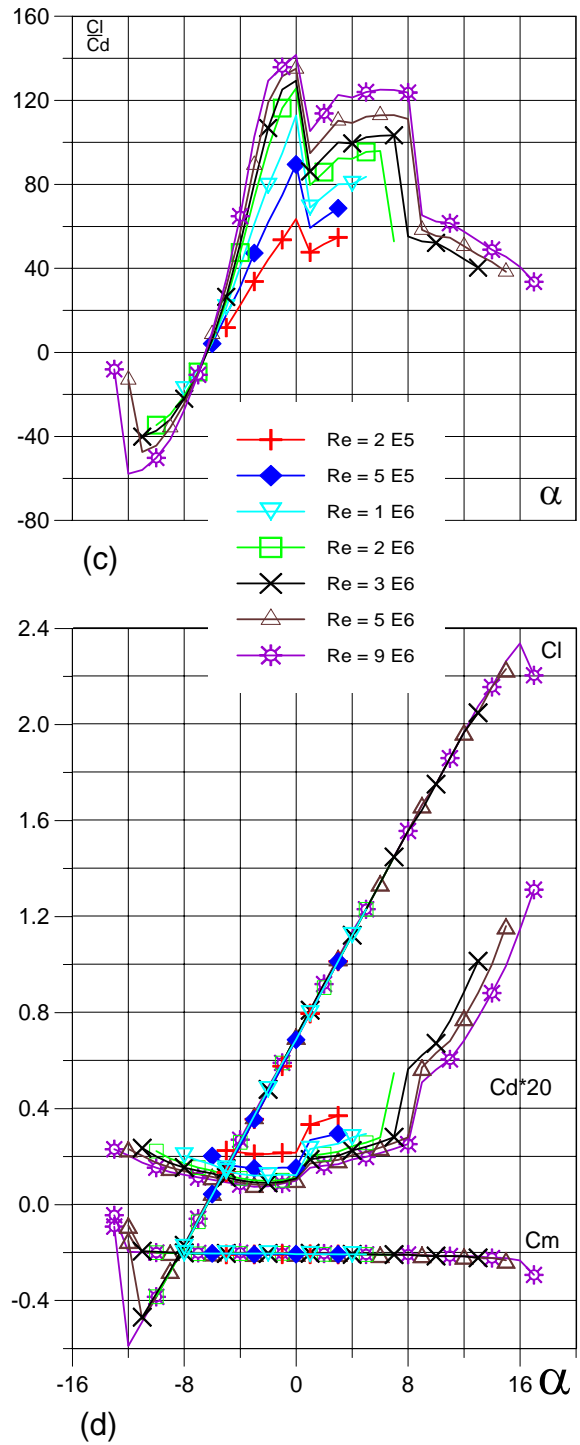 160
Cl
Cd
120
80
40
0
-40
-80
α
(c)
Re = 2 E5
Re = 5 E5
Re = 1 E6
Re = 2 E6
Re = 3 E6
Re = 5 E6
Re = 9 E6
2.4
Cl
2.0
1.6
1.2
0.8
Cd*20
0.4
0.0
Cm
-0.4
-16 -8 0 8 16 α
(d)